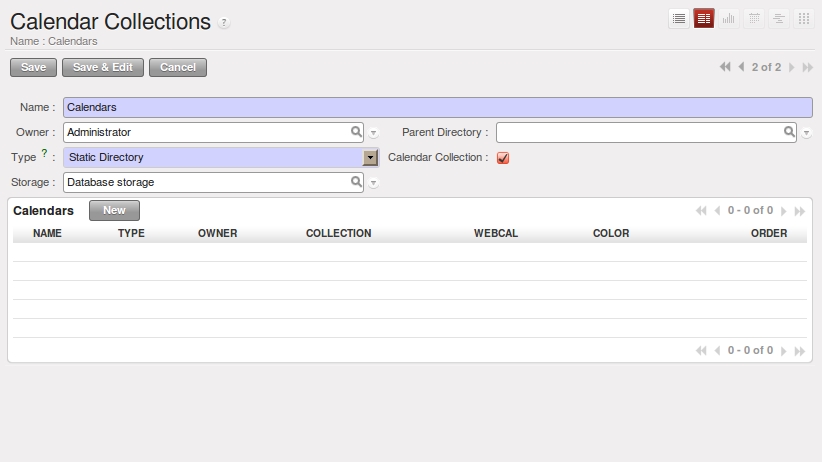 Calendar Collections ?
Name : Calendars
Save Save & Edit Cancel 2 of 2
Name : Calendars
Owner : Administrator Parent Directory :
Type ? : Static Directory Calendar Collection :
Storage : Database storage
Calendars New 0 - 0 of 0
NAME TYPE OWNER COLLECTION WEBCAL COLOR ORDER
0 - 0 of 0